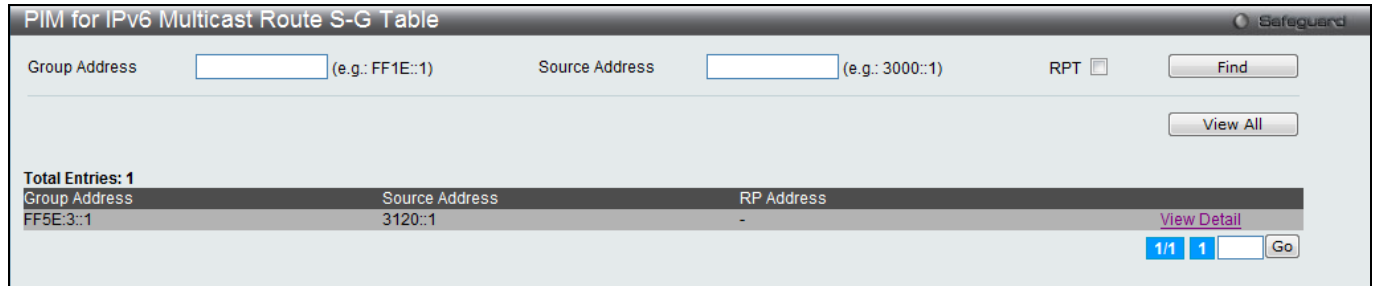 PIM for IPv6 Multicast Route S-G Table Safeguard
Group Address (e.g.: FF1E::1) Source Address (e.g.: 3000::1) RPT Find
View All
Total Entries: 1
Group Address Source Address RP Address
FF5E:3::1 3120::1 - View Detail
1/1 1 Go